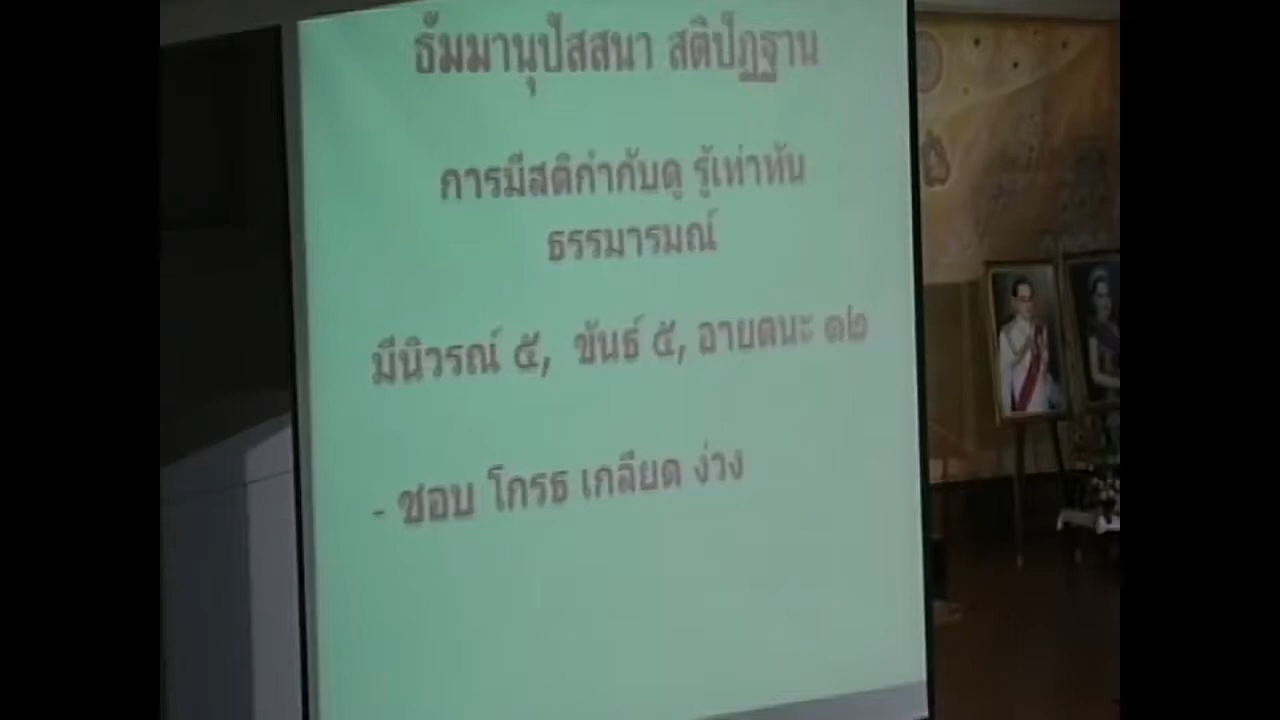 ธัมมานุปัสสนา สติปัฏฐาน
การมีสติกำกับดู รู้เท่าทัน
ธรรมารมณ์
มีนิวรณ์ ๕, ขันธ์ ๕, อายตนะ ๑๒
- ชอบ โกรธ เกลียด ง่วง